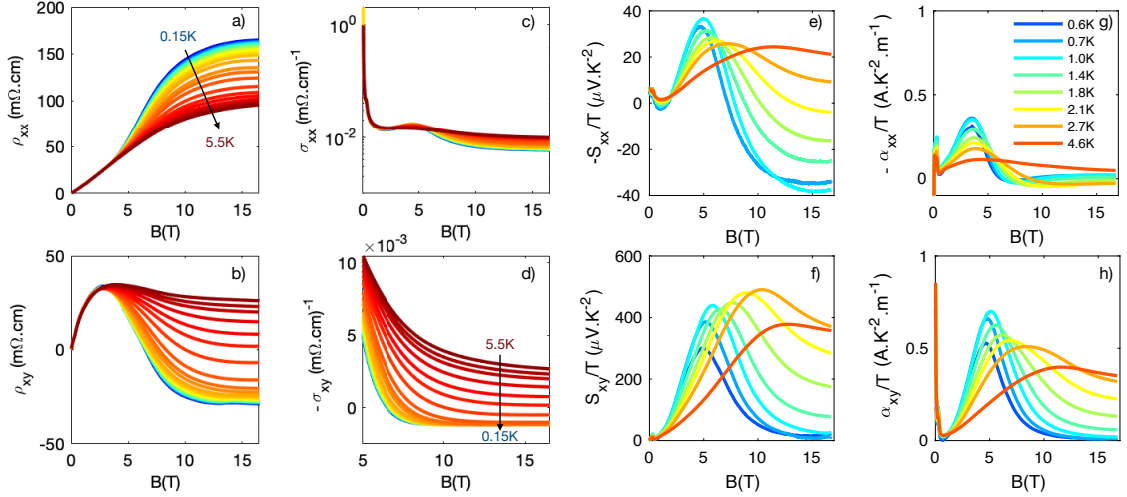 a)
ρxx (mΩ.cm)
200
150
100
50
0
0.15K
5.5K
0 5 10 15
B(T)
c)
σxx (mΩ.cm)⁻¹
10⁰
10⁻²
0 5 10 15
B(T)
e)
-Sxx/T (μV.K⁻²)
40
20
0
-20
-40
0 5 10 15
B(T)
g)
- αxx/T (A.K⁻².m⁻¹)
1
0.5
0
0.6K
0.7K
1.0K
1.4K
1.8K
2.1K
2.7K
4.6K
0 5 10 15
B(T)
b)
ρxy (mΩ.cm)
50
0
-50
0 5 10 15
B(T)
d)
× 10⁻³
- σxy (mΩ.cm)⁻¹
10
5
0
5.5K
0.15K
5 10 15
B(T)
f)
Sxy/T (μV.K⁻²)
600
400
200
0
0 5 10 15
B(T)
h)
αxy/T (A.K⁻².m⁻¹)
1
0.5
0
0 5 10 15
B(T)